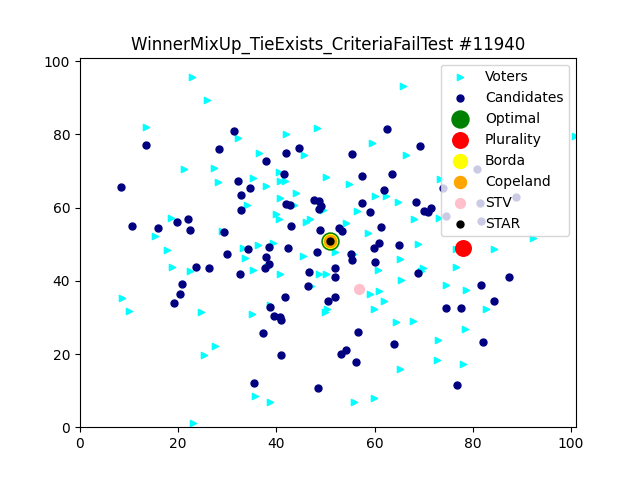 WinnerMixUp_TieExists_CriteriaFailTest #11940
100
80
60
40
20
0
0 20 40 60 80 100
Voters
Candidates
Optimal
Plurality
Borda
Copeland
STV
STAR